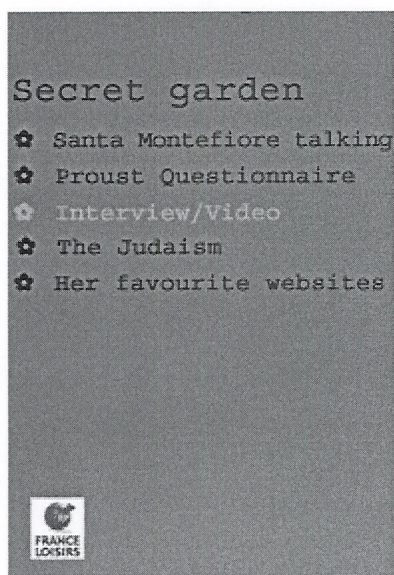 Secret garden
Santa Montefiore talking
Proust Questionnaire
Interview/Video
The Judaism
Her favourite websites
FRANCE
LOISIRS